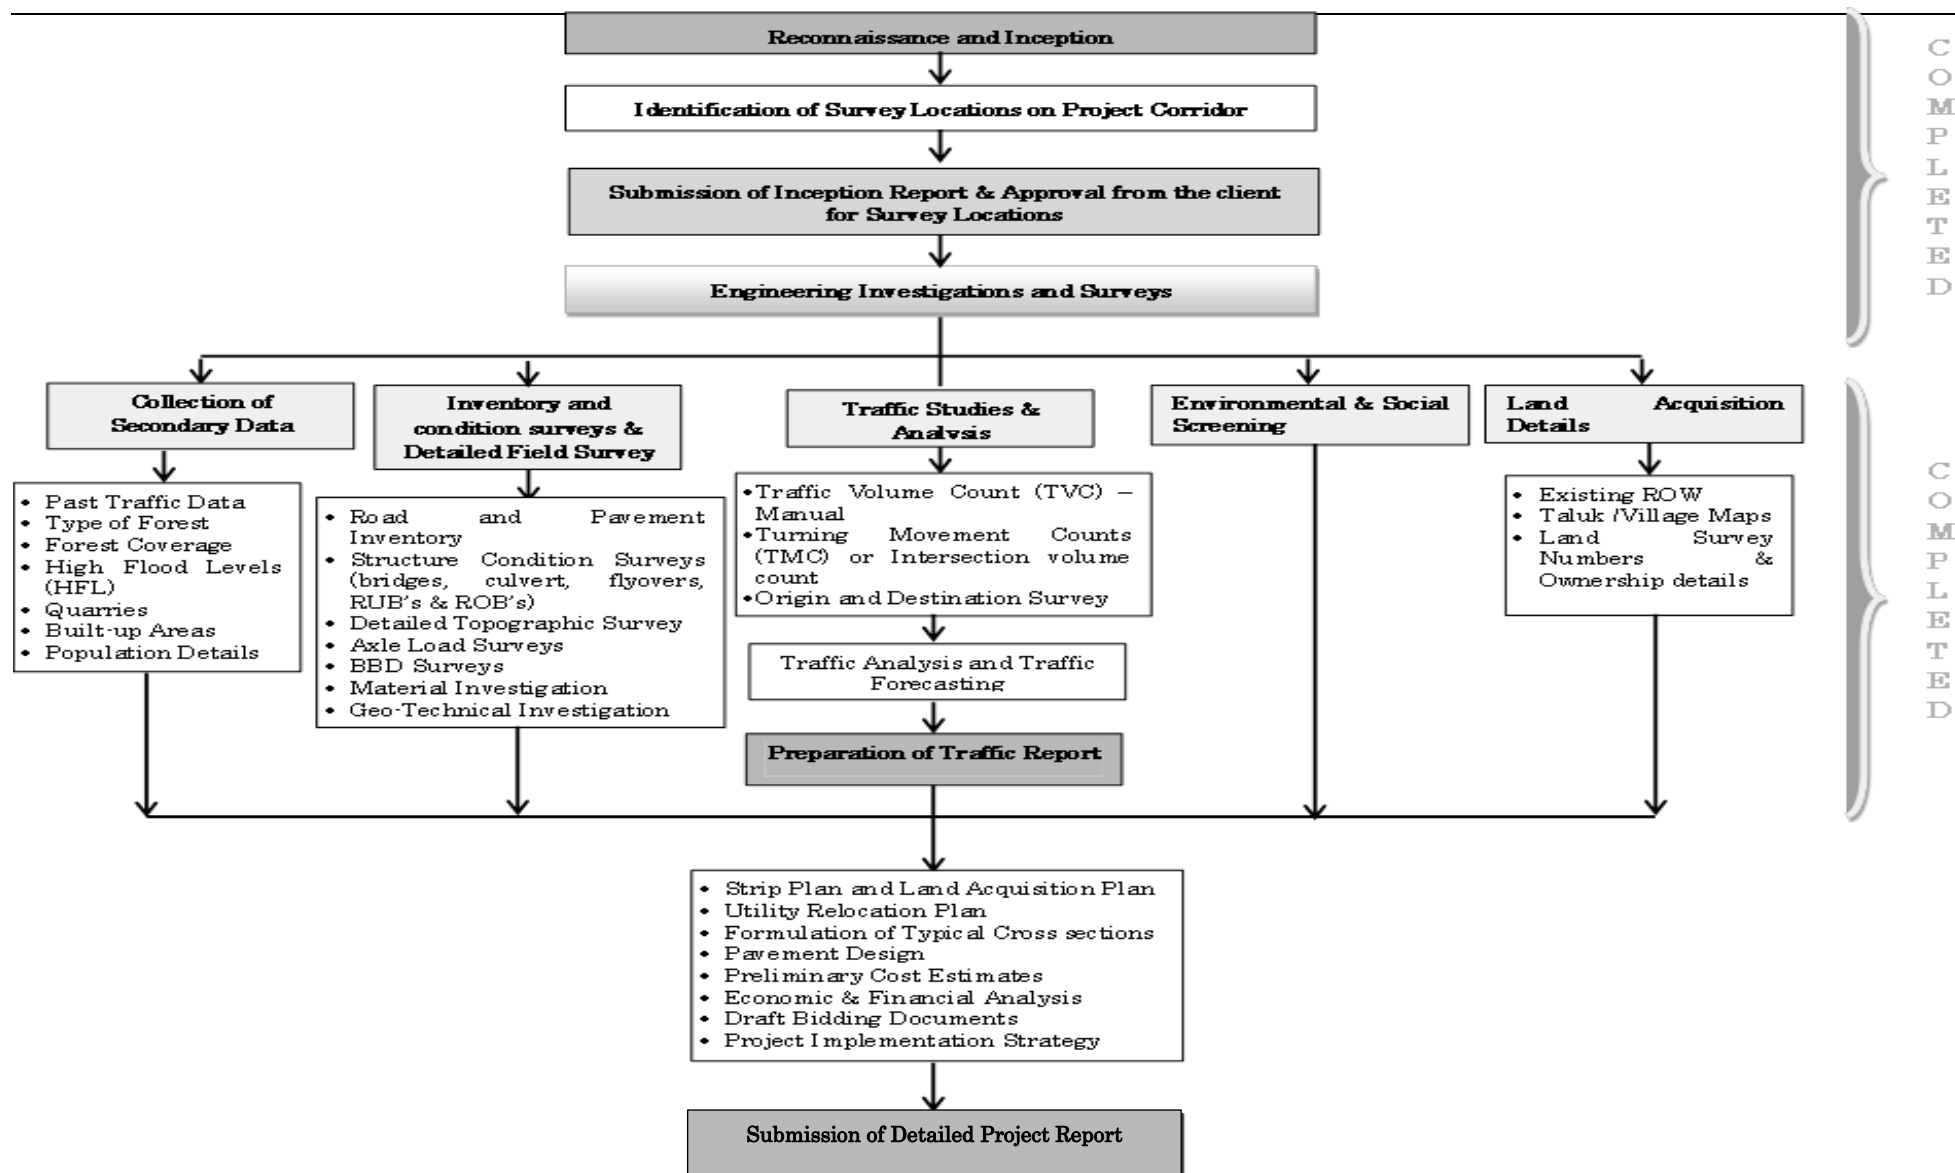 Reconnaissance and Inception
Identification of Survey Locations on Project Corridor
Submission of Inception Report & Approval from the client
for Survey Locations
Engineering Investigations and Surveys
COMPLETED
Collection of
Secondary Data
Inventory and
condition surveys &
Detailed Field Survey
Traffic Studies &
Analysis
Environmental & Social
Screening
Land Acquisition
Details
• Past Traffic Data
• Type of Forest
• Forest Coverage
• High Flood Levels
(HFL)
• Quarries
• Built-up Areas
• Population Details
• Road and Pavement
Inventory
• Structure Condition Surveys
(bridges, culvert, flyovers,
RUB's & ROB's)
• Detailed Topographic Survey
• Axle Load Surveys
• BBD Surveys
• Material Investigation
• Geo-Technical Investigation
•Traffic Volume Count (TVC) –
Manual
•Turning Movement Counts
(TMC) or Intersection volume
count
•Origin and Destination Survey
Traffic Analysis and Traffic
Forecasting
Preparation of Traffic Report
• Existing ROW
• Taluk /Village Maps
• Land Survey
Numbers &
Ownership details
COMPLETED
• Strip Plan and Land Acquisition Plan
• Utility Relocation Plan
• Formulation of Typical Cross sections
• Pavement Design
• Preliminary Cost Estimates
• Economic & Financial Analysis
• Draft Bidding Documents
• Project Implementation Strategy
Submission of Detailed Project Report